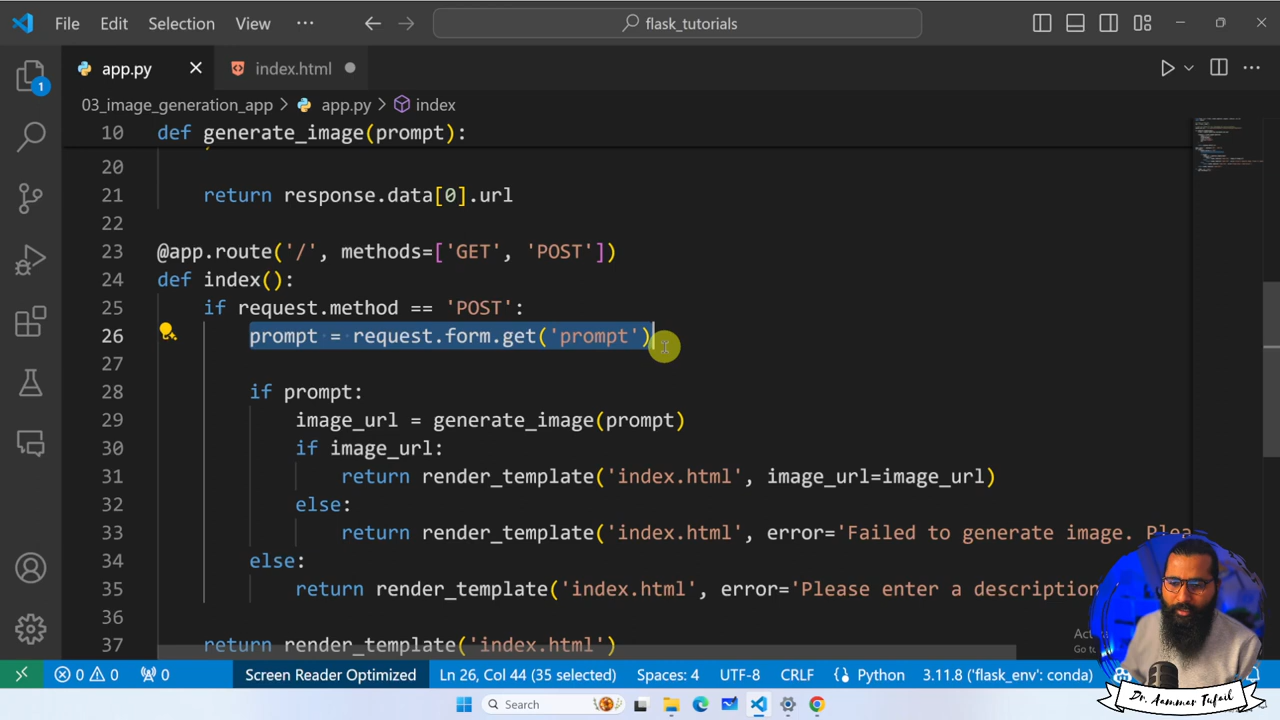 File Edit Selection View ··· flask_tutorials
app.py index.html
1
03_image_generation_app > app.py > index
10 def generate_image(prompt):
20
21 return response.data[0].url
22
23 @app.route('/', methods=['GET', 'POST'])
24 def index():
25 if request.method == 'POST':
26 prompt = request.form.get('prompt')
27
28 if prompt:
29 image_url = generate_image(prompt)
30 if image_url:
31 return render_template('index.html', image_url=image_url)
32 else:
33 return render_template('index.html', error='Failed to generate image. Plea
34 else:
35 return render_template('index.html', error='Please enter a description
36
37 return render_template('index.html')
Acti
Go to
0 0 0 Screen Reader Optimized Ln 26, Col 44 (35 selected) Spaces: 4 UTF-8 CRLF Python 3.11.8 ('flask_env': conda)
Search
Dr. Aammar Tufail